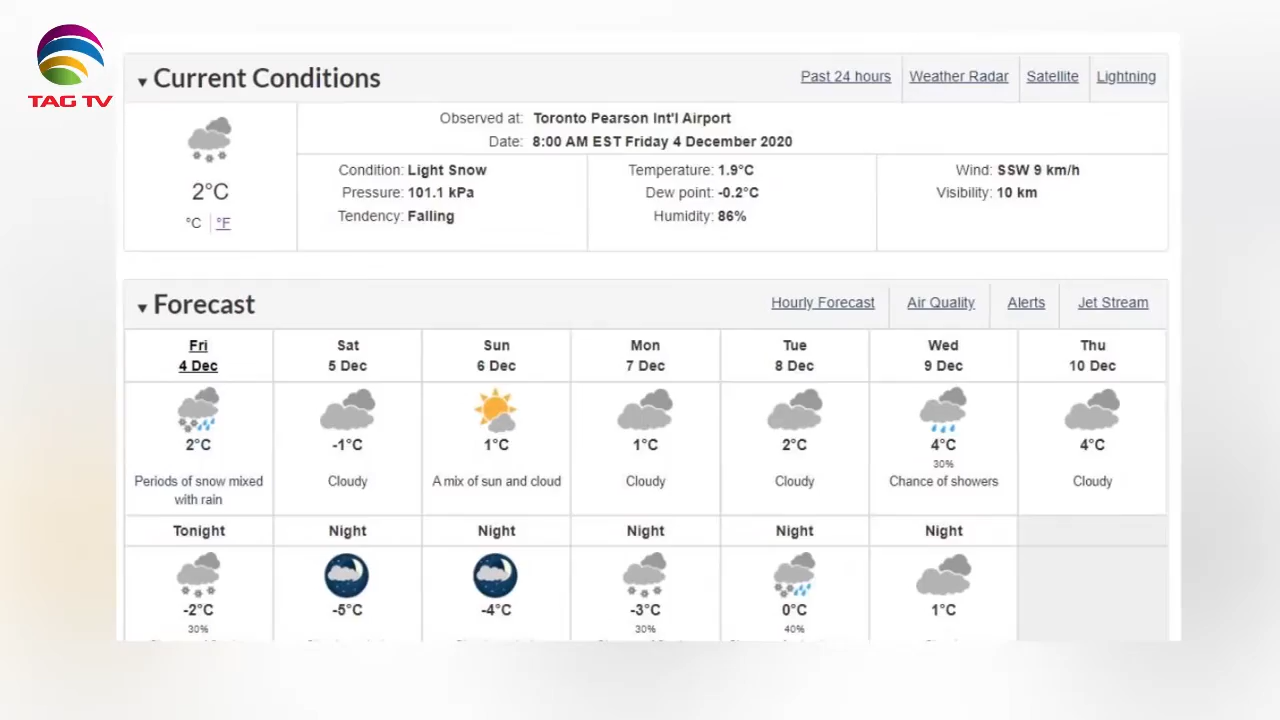 TAG TV
▾ Current Conditions
Past 24 hours
Weather Radar
Satellite
Lightning
2°C
°C | °F
Observed at: Toronto Pearson Int'l Airport
Date: 8:00 AM EST Friday 4 December 2020
Condition: Light Snow
Pressure: 101.1 kPa
Tendency: Falling
Temperature: 1.9°C
Dew point: -0.2°C
Humidity: 86%
Wind: SSW 9 km/h
Visibility: 10 km
▾ Forecast
Hourly Forecast
Air Quality
Alerts
Jet Stream
Fri
4 Dec
Sat
5 Dec
Sun
6 Dec
Mon
7 Dec
Tue
8 Dec
Wed
9 Dec
Thu
10 Dec
2°C
Periods of snow mixed
with rain
-1°C
Cloudy
1°C
A mix of sun and cloud
1°C
Cloudy
2°C
Cloudy
4°C
30%
Chance of showers
4°C
Cloudy
Tonight
Night
Night
Night
Night
Night
-2°C
30%
-5°C
-4°C
-3°C
30%
0°C
40%
1°C